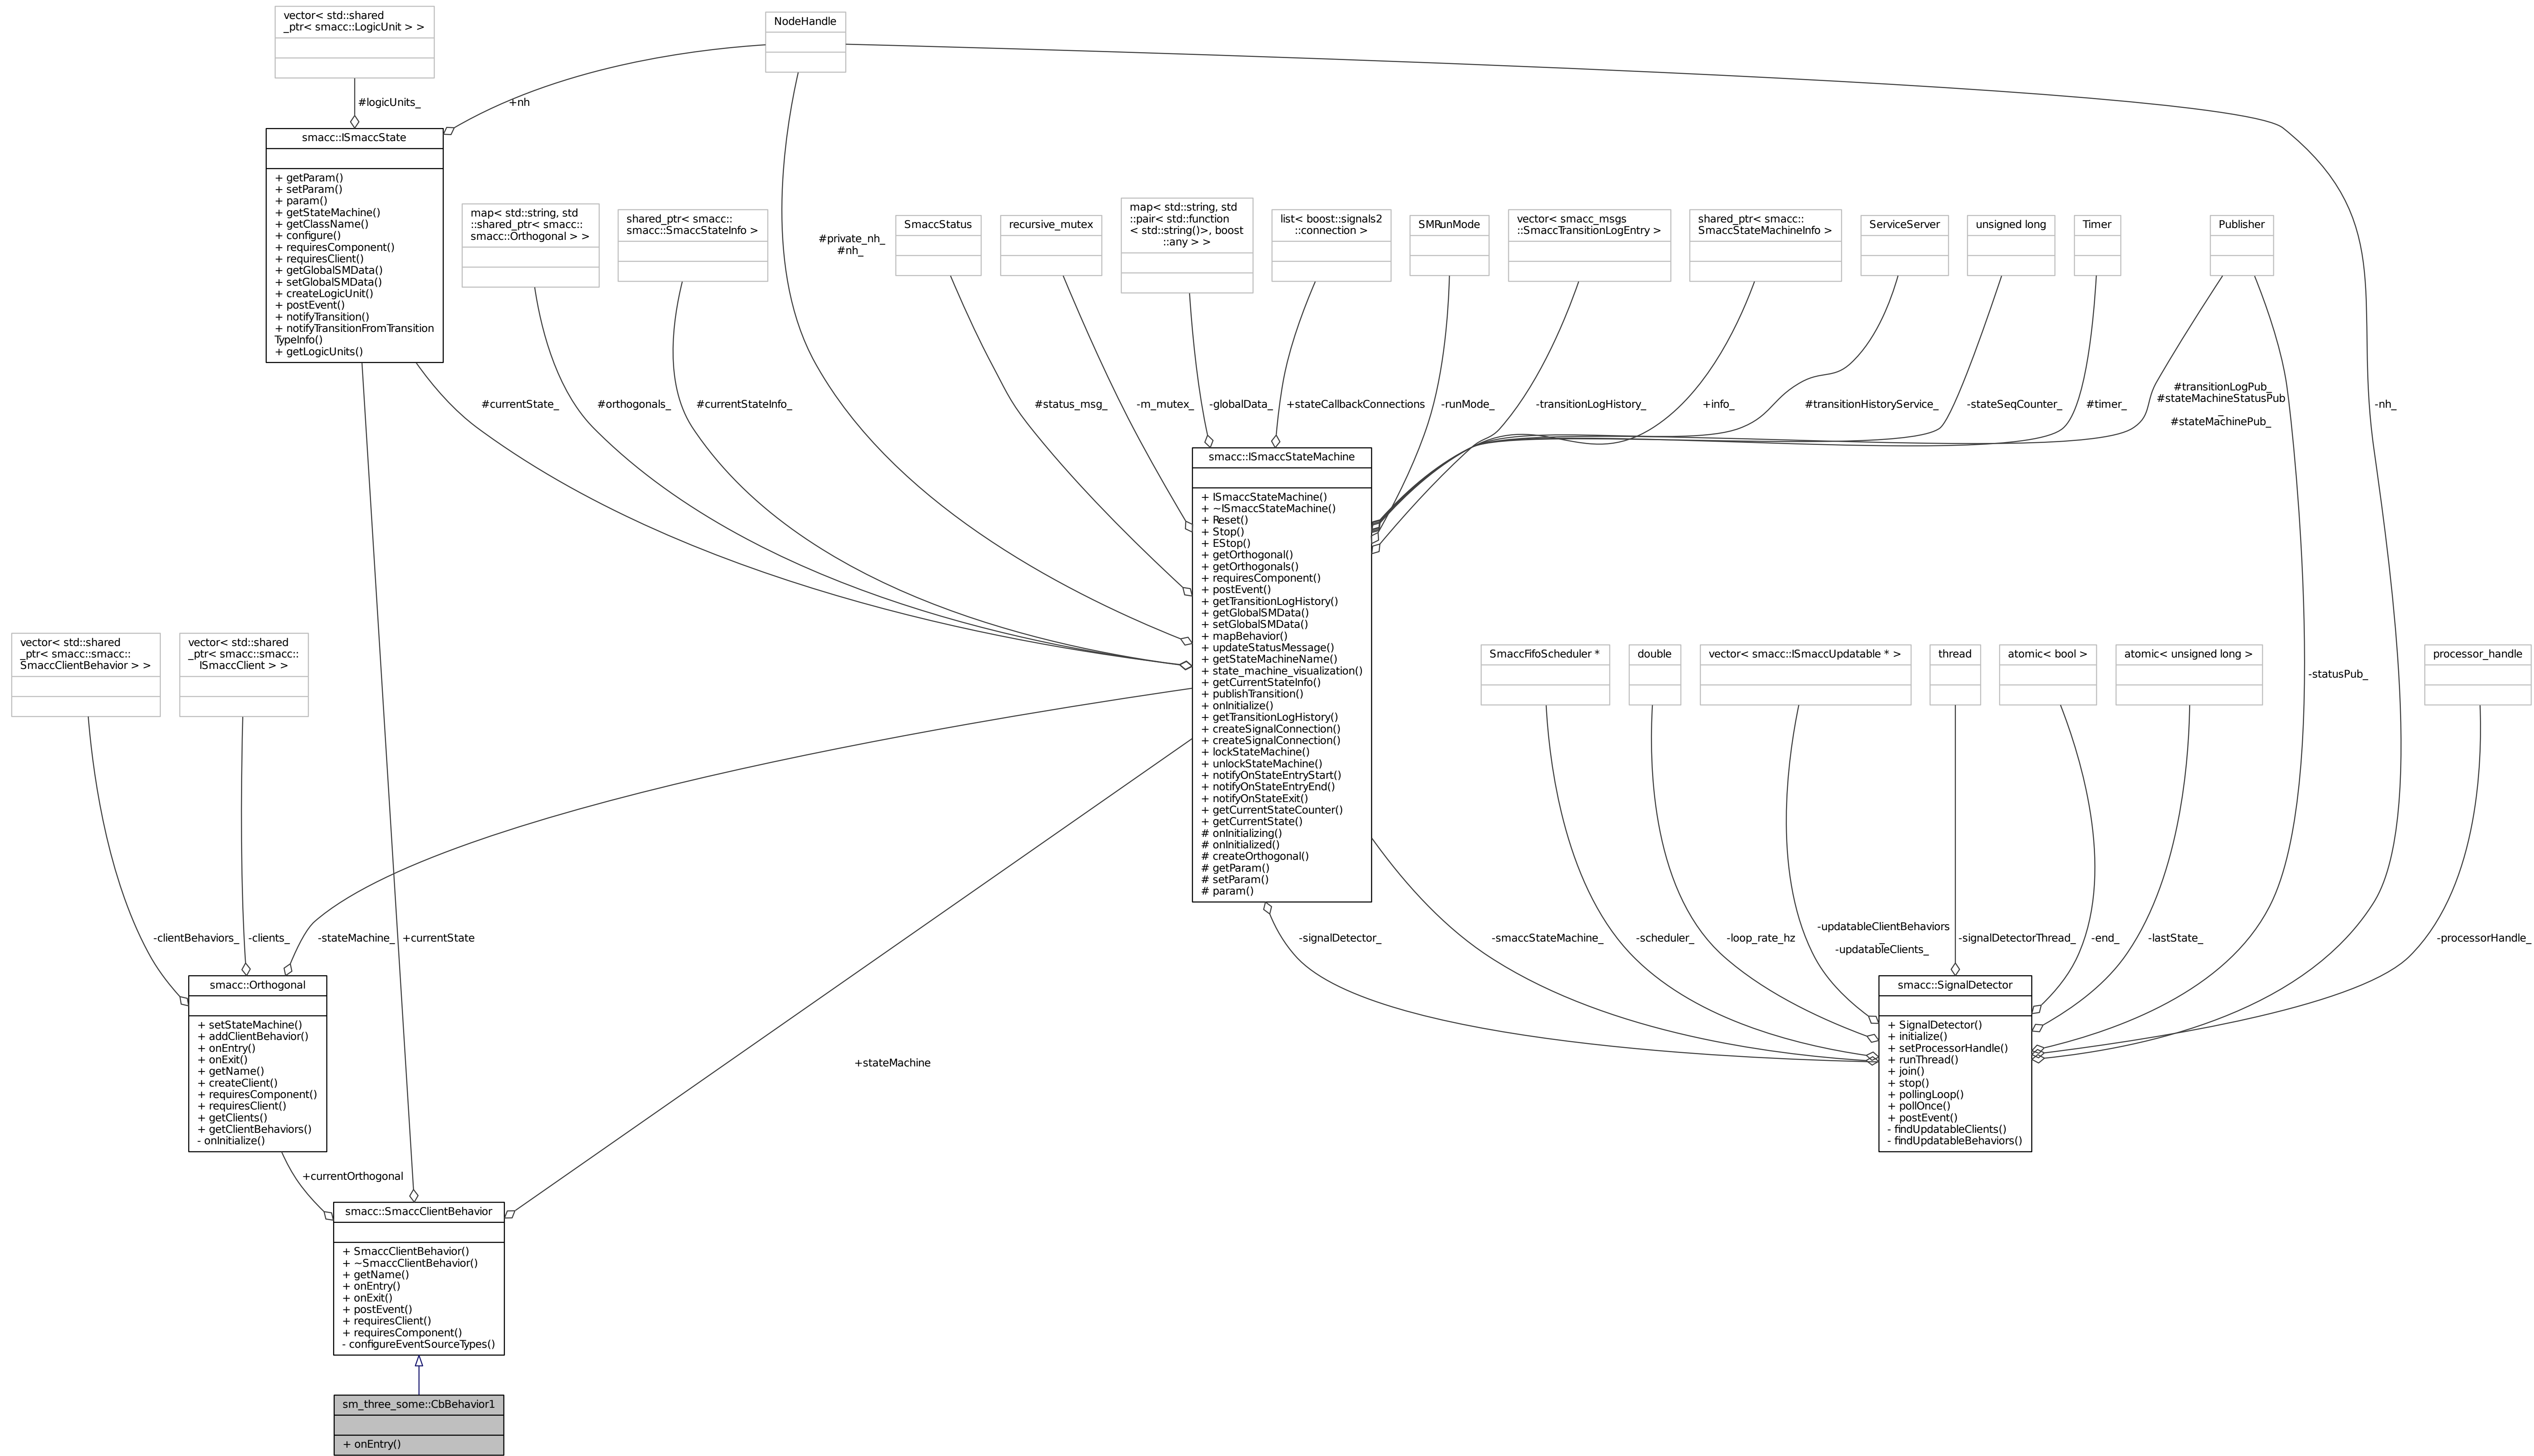 vector< std::shared
_ptr< smacc::LogicUnit > >
NodeHandle
#logicUnits_
+nh
smacc::ISmaccState
+ getParam()
+ setParam()
+ param()
+ getStateMachine()
+ getClassName()
+ configure()
+ requiresComponent()
+ requiresClient()
+ getGlobalSMData()
+ setGlobalSMData()
+ createLogicUnit()
+ postEvent()
+ notifyTransition()
+ notifyTransitionFromTransition
TypeInfo()
+ getLogicUnits()
map< std::string, std
::shared_ptr< smacc::
smacc::Orthogonal > >
shared_ptr< smacc::
smacc::SmaccStateInfo >
#private_nh_
#nh_
SmaccStatus
recursive_mutex
map< std::string, std
::pair< std::function
< std::string()>, boost
::any > >
list< boost::signals2
::connection >
SMRunMode
vector< smacc_msgs
::SmaccTransitionLogEntry >
shared_ptr< smacc::
SmaccStateMachineInfo >
ServiceServer
unsigned long
Timer
Publisher
#currentState_
#orthogonals_
#currentStateInfo_
#status_msg_
-m_mutex_
-globalData_
+stateCallbackConnections
-runMode_
-transitionLogHistory_
+info_
#transitionHistoryService_
-stateSeqCounter_
#timer_
#transitionLogPub_
#stateMachineStatusPub
_
#stateMachinePub_
-nh_
smacc::ISmaccStateMachine
+ ISmaccStateMachine()
+ ~ISmaccStateMachine()
+ Reset()
+ Stop()
+ EStop()
+ getOrthogonal()
+ getOrthogonals()
+ requiresComponent()
+ postEvent()
+ getTransitionLogHistory()
+ getGlobalSMData()
+ setGlobalSMData()
+ mapBehavior()
+ updateStatusMessage()
+ getStateMachineName()
+ state_machine_visualization()
+ getCurrentStateInfo()
+ publishTransition()
+ onInitialize()
+ getTransitionLogHistory()
+ createSignalConnection()
+ createSignalConnection()
+ lockStateMachine()
+ unlockStateMachine()
+ notifyOnStateEntryStart()
+ notifyOnStateEntryEnd()
+ notifyOnStateExit()
+ getCurrentStateCounter()
+ getCurrentState()
# onInitializing()
# onInitialized()
# createOrthogonal()
# getParam()
# setParam()
# param()
vector< std::shared
_ptr< smacc::smacc::
SmaccClientBehavior > >
vector< std::shared
_ptr< smacc::smacc::
ISmaccClient > >
SmaccFifoScheduler *
double
vector< smacc::ISmaccUpdatable * >
thread
atomic< bool >
atomic< unsigned long >
-statusPub_
processor_handle
-clientBehaviors_
-clients_
-stateMachine_
+currentState
-signalDetector_
-smaccStateMachine_
-scheduler_
-loop_rate_hz
-updatableClientBehaviors
_
-updatableClients_
-signalDetectorThread_
-end_
-lastState_
-processorHandle_
smacc::Orthogonal
+ setStateMachine()
+ addClientBehavior()
+ onEntry()
+ onExit()
+ getName()
+ createClient()
+ requiresComponent()
+ requiresClient()
+ getClients()
+ getClientBehaviors()
- onInitialize()
smacc::SignalDetector
+ SignalDetector()
+ initialize()
+ setProcessorHandle()
+ runThread()
+ join()
+ stop()
+ pollingLoop()
+ pollOnce()
+ postEvent()
- findUpdatableClients()
- findUpdatableBehaviors()
+stateMachine
+currentOrthogonal
smacc::SmaccClientBehavior
+ SmaccClientBehavior()
+ ~SmaccClientBehavior()
+ getName()
+ onEntry()
+ onExit()
+ postEvent()
+ requiresClient()
+ requiresComponent()
- configureEventSourceTypes()
sm_three_some::CbBehavior1
+ onEntry()